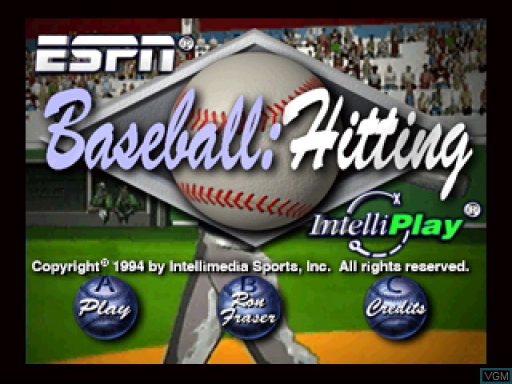 ESPN®
Baseball: Hitting
IntelliPlay®
Copyright® 1994 by Intellimedia Sports, Inc. All rights reserved.
A
Play
B
Ron
Fraser
C
Credits
VGM